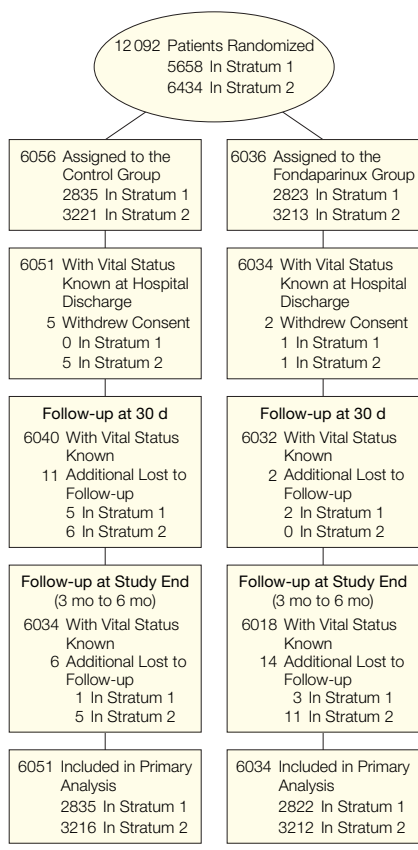 12 092 Patients Randomized
5658 In Stratum 1
6434 In Stratum 2
6056 Assigned to the
Control Group
2835 In Stratum 1
3221 In Stratum 2
6036 Assigned to the
Fondaparinux Group
2823 In Stratum 1
3213 In Stratum 2
6051 With Vital Status
Known at Hospital
Discharge
5 Withdrew Consent
0 In Stratum 1
5 In Stratum 2
6034 With Vital Status
Known at Hospital
Discharge
2 Withdrew Consent
1 In Stratum 1
1 In Stratum 2
Follow-up at 30 d
6040 With Vital Status
Known
11 Additional Lost to
Follow-up
5 In Stratum 1
6 In Stratum 2
Follow-up at 30 d
6032 With Vital Status
Known
2 Additional Lost to
Follow-up
2 In Stratum 1
0 In Stratum 2
Follow-up at Study End
(3 mo to 6 mo)
6034 With Vital Status
Known
6 Additional Lost to
Follow-up
1 In Stratum 1
5 In Stratum 2
Follow-up at Study End
(3 mo to 6 mo)
6018 With Vital Status
Known
14 Additional Lost to
Follow-up
3 In Stratum 1
11 In Stratum 2
6051 Included in Primary
Analysis
2835 In Stratum 1
3216 In Stratum 2
6034 Included in Primary
Analysis
2822 In Stratum 1
3212 In Stratum 2